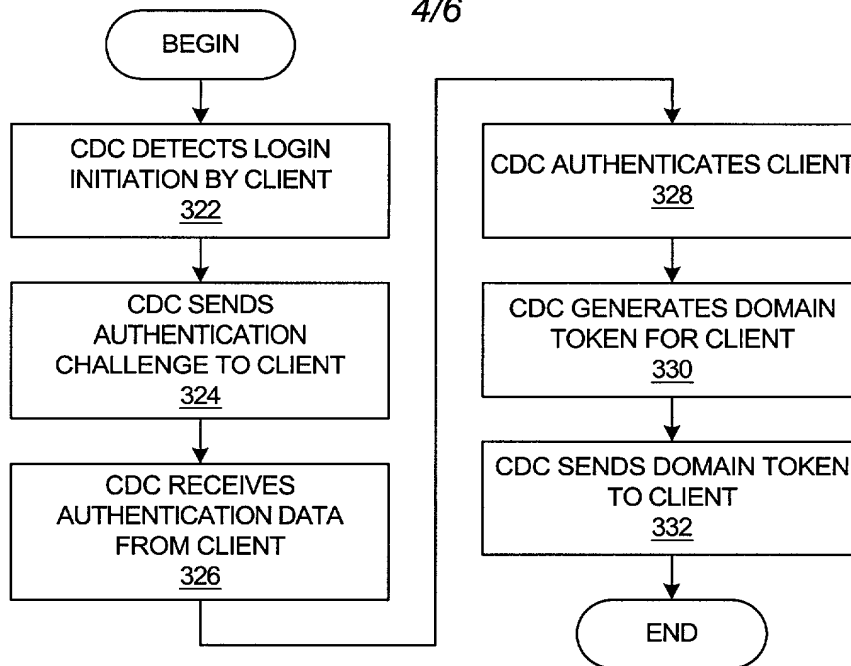 4/6
BEGIN
CDC DETECTS LOGIN
INITIATION BY CLIENT
322
CDC SENDS
AUTHENTICATION
CHALLENGE TO CLIENT
324
CDC RECEIVES
AUTHENTICATION DATA
FROM CLIENT
326
CDC AUTHENTICATES CLIENT
328
CDC GENERATES DOMAIN
TOKEN FOR CLIENT
330
CDC SENDS DOMAIN TOKEN
TO CLIENT
332
END